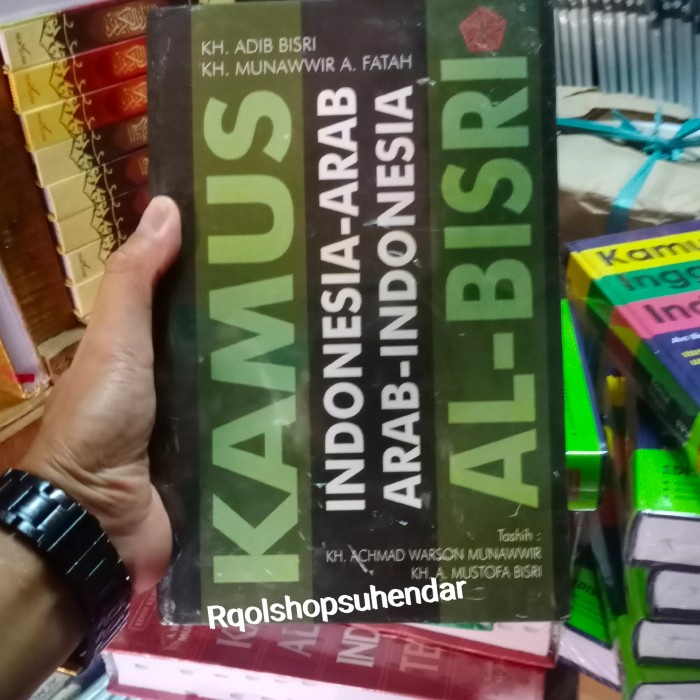 KH. ADIB BISRI
KH. MUNAWWIR A. FATAH
KAMUS
INDONESIA-ARAB
ARAB-INDONESIA
AL-BISRI
Tashih :
KH. ACHMAD WARSON MUNAWWIR
KH. A. MUSTOFA BISRI
Rqolshopsuhendar